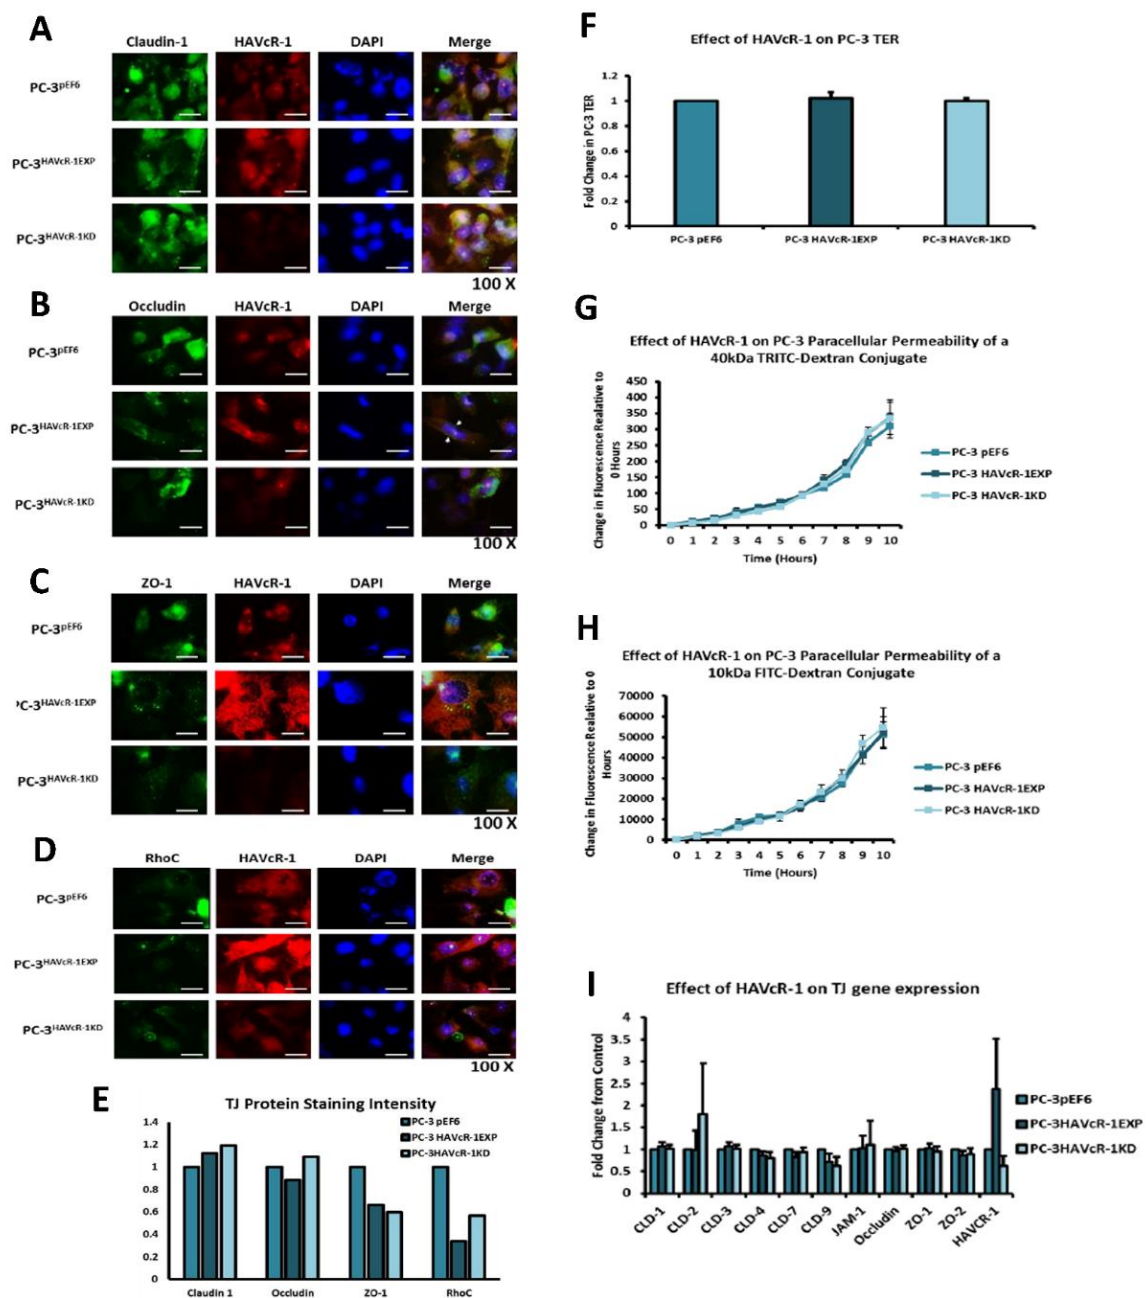 A
Claudin-1 HAVcR-1 DAPI Merge
PC-3pEF6
PC-3HAVcR-1EXP
PC-3HAVcR-1KD
100 X
B
Occludin HAVcR-1 DAPI Merge
PC-3pEF6
PC-3HAVcR-1EXP
PC-3HAVcR-1KD
100 X
C
ZO-1 HAVcR-1 DAPI Merge
PC-3pEF6
PC-3HAVcR-1EXP
PC-3HAVcR-1KD
100 X
D
RhoC HAVcR-1 DAPI Merge
PC-3pEF6
PC-3HAVcR-1EXP
PC-3HAVcR-1KD
100 X
E
TJ Protein Staining Intensity
PC-3 pEF6
PC-3 HAVcR-1EXP
PC-3HAVcR-1KD
1.4
1.2
1
0.8
0.6
0.4
0.2
0
Claudin 1 Occludin ZO-1 RhoC
F
Effect of HAVcR-1 on PC-3 TER
Fold Change in PC-3 TER
1.2
1
0.8
0.6
0.4
0.2
0
PC-3 pEF6 PC-3 HAVcR-1EXP PC-3 HAVcR-1KD
G
Effect of HAVcR-1 on PC-3 Paracellular Permeability of a
40kDa TRITC-Dextran Conjugate
Change in Fluorescence Realative to
0 Hours
450
400
350
300
250
200
150
100
50
0
0 1 2 3 4 5 6 7 8 9 10
Time (Hours)
PC-3 pEF6
PC-3 HAVcR-1EXP
PC-3 HAVcR-1KD
H
Effect of HAVcR-1 on PC-3 Paracellular Permeability of a
10kDa FITC-Dextran Conjugate
Change in Fluorescence Realative to 0
Hours
70000
60000
50000
40000
30000
20000
10000
0
0 1 2 3 4 5 6 7 8 9 10
Time (Hours)
PC-3 pEF6
PC-3 HAVcR-1EXP
PC-3 HAVcR-1KD
I
Effect of HAVcR-1 on TJ gene expression
Fold Change from Control
4
3.5
3
2.5
2
1.5
1
0.5
0
CLD-1 CLD-2 CLD-3 CLD-4 CLD-7 CLD-9 JAM-1 Occludin ZO-1 ZO-2 HAVCR-1
PC-3pEF6
PC-3HAVcR-1EXP
PC-3HAVcR-1KD